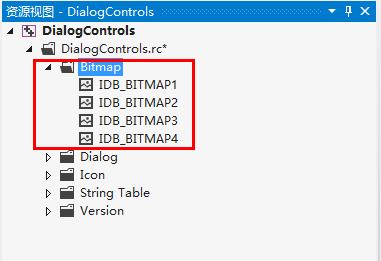 资源视图 - DialogControls
DialogControls
DialogControls.rc*
Bitmap
IDB_BITMAP1
IDB_BITMAP2
IDB_BITMAP3
IDB_BITMAP4
Dialog
Icon
String Table
Version